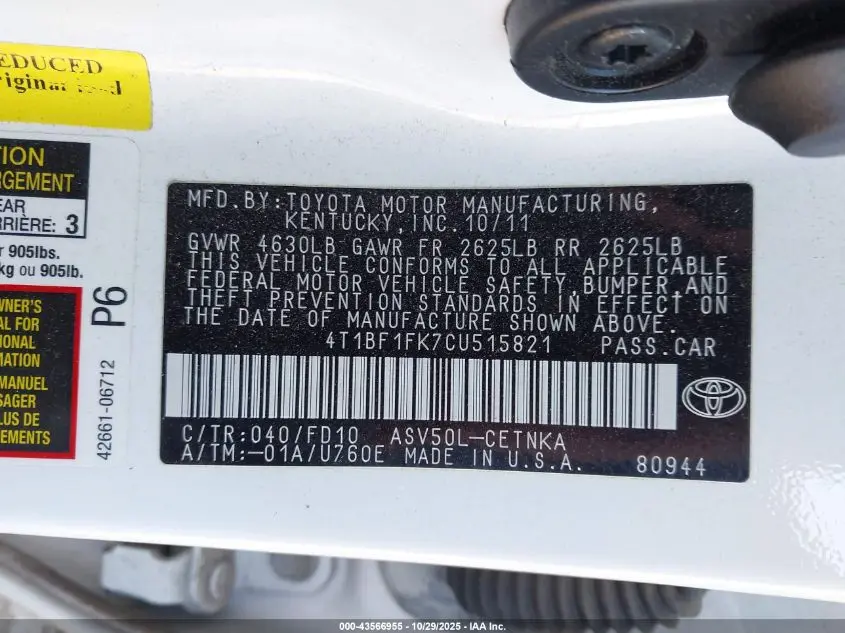 EDUCED
riginal
TION
RGEMENT
EAR
RRIÈRE: 3
r 905lbs.
kg ou 905lb.
WNER'S
AL FOR
TIONAL
MATION
MANUEL
SAGER
LUS DE
EMENTS
P6
42661-06712
MFD. BY: TOYOTA MOTOR MANUFACTURING,
KENTUCKY, INC. 10/11
GVWR 4630LB GAWR FR 2625LB RR 2625LB
THIS VEHICLE CONFORMS TO ALL APPLICABLE
FEDERAL MOTOR VEHICLE SAFETY, BUMPER, AND
THEFT PREVENTION STANDARDS IN EFFECT ON
THE DATE OF MANUFACTURE SHOWN ABOVE.
4T1BF1FK7CU515821 PASS. CAR
C/TR: 040/FD10 ASV50L-CETNKA
A/TM: -01A/U760E MADE IN U.S.A. 80944
TOYOTA
000-43566955 - 10/29/2025 - IAA Inc.